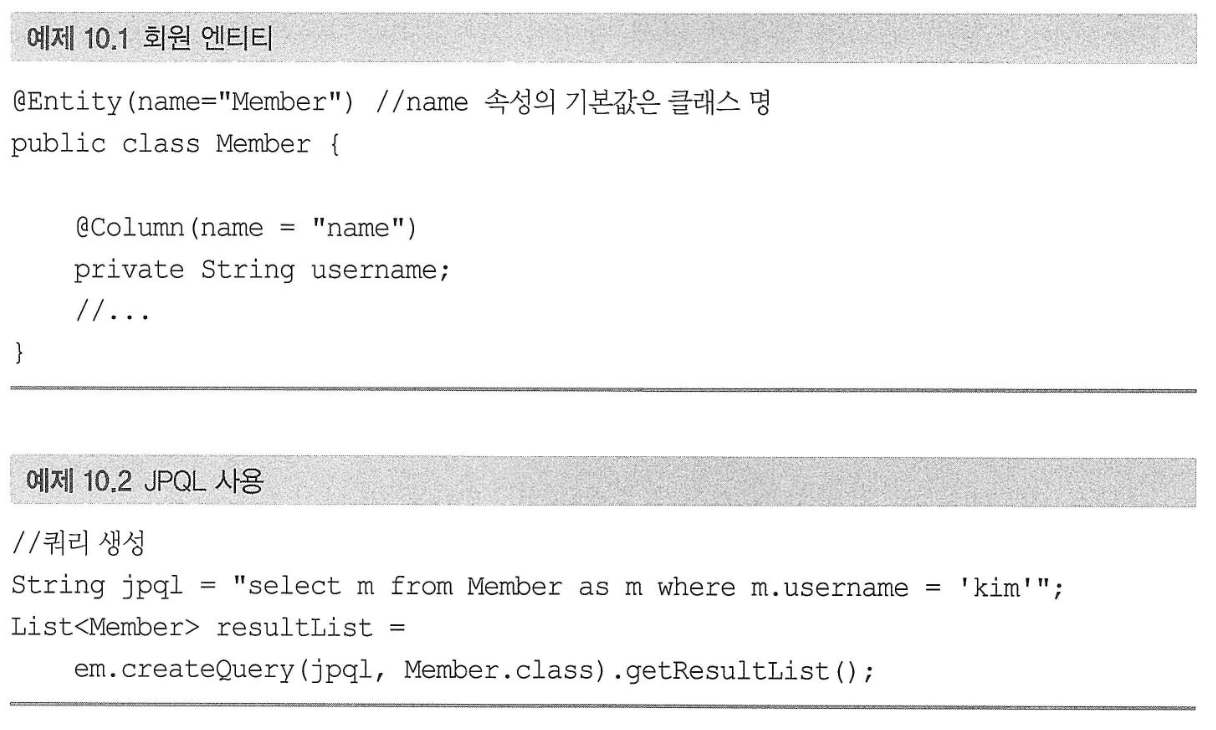 예제 10.1 회원 엔티티
@Entity(name="Member") //name 속성의 기본값은 클래스 명
public class Member {
@Column(name = "name")
private String username;
//...
}
예제 10.2 JPQL 사용
//쿼리 생성
String jpql = "select m from Member as m where m.username = 'kim'";
List<Member> resultList =
em.createQuery(jpql, Member.class).getResultList();